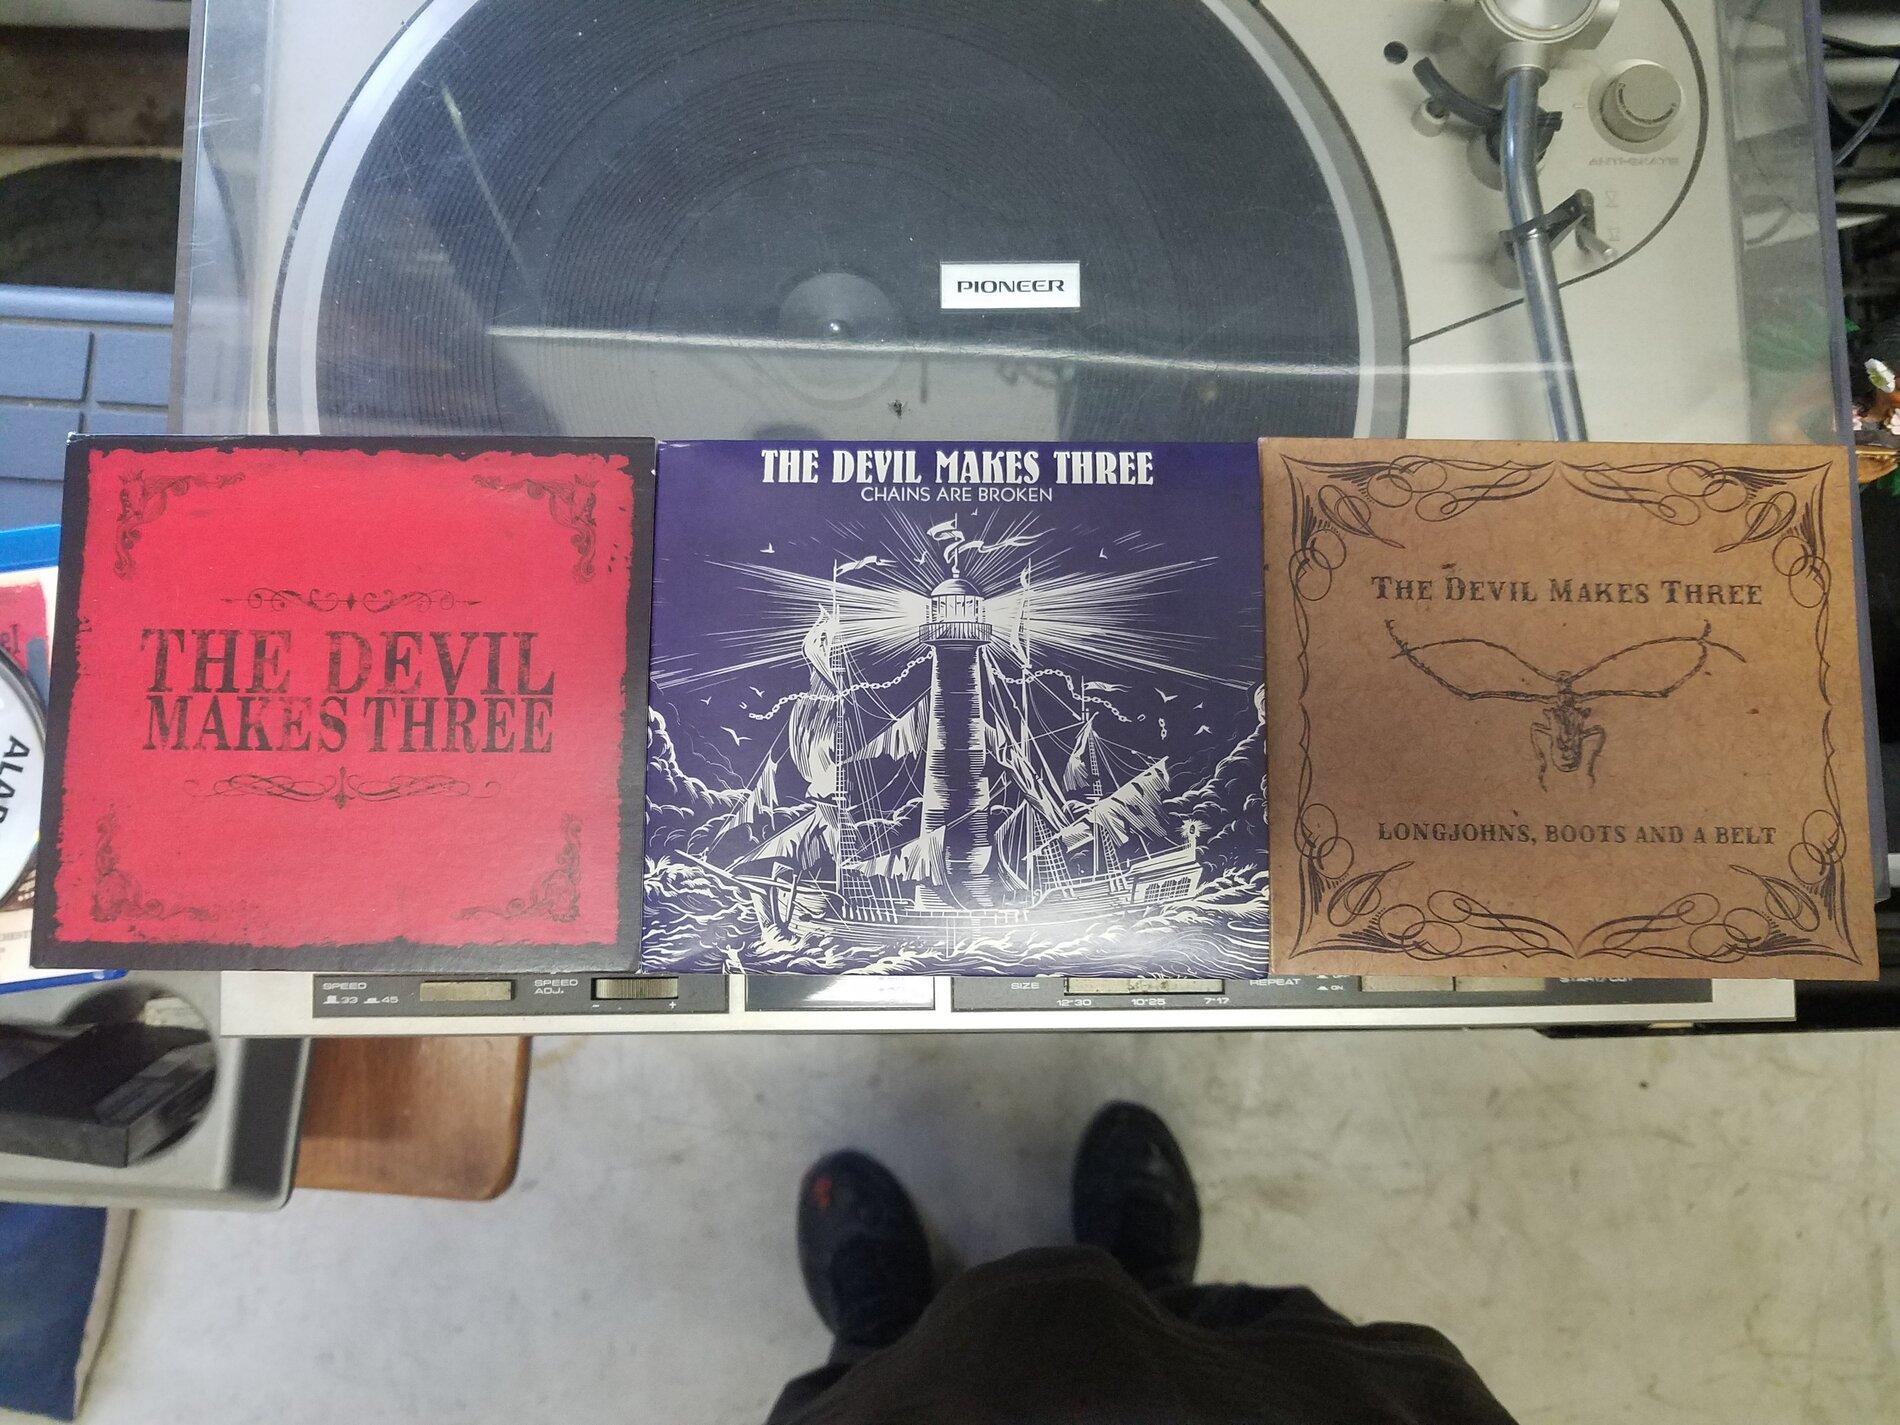 PIONEER
THE DEVIL
MAKES THREE
THE DEVIL MAKES THREE
CHAINS ARE BROKEN
THE DEVIL MAKES THREE
LONGJOHNS, BOOTS AND A BELT
SPEED
33 45
SPEED
ADJ.
- +
SIZE
12"30 10"25 7"17
REPEAT
ON